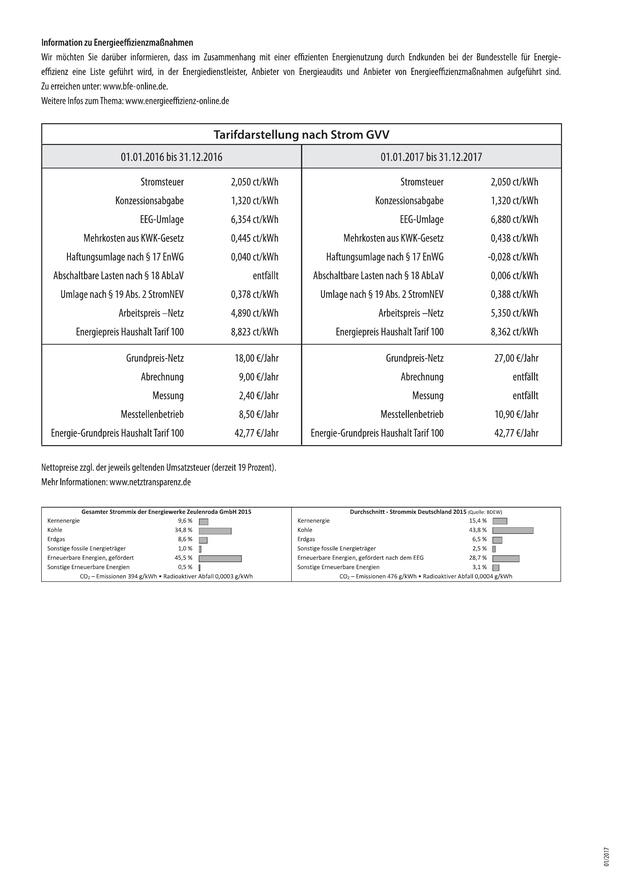 Information zu Energieeffizienzmaßnahmen
Wir möchten Sie darüber informieren, dass im Zusammenhang mit einer effizienten Energienutzung durch Endkunden bei der Bundesstelle für Energie-
effizienz eine Liste geführt wird, in der Energiedienstleister, Anbieter von Energieaudits und Anbieter von Energieeffizienzmaßnahmen aufgeführt sind.
Zu erreichen unter: www.bfe-online.de.
Weitere Infos zum Thema: www.energieeffizienz-online.de
Tarifdarstellung nach Strom GVV
01.01.2016 bis 31.12.2016 01.01.2017 bis 31.12.2017
Stromsteuer 2,050 ct/kWh Stromsteuer 2,050 ct/kWh
Konzessionsabgabe 1,320 ct/kWh Konzessionsabgabe 1,320 ct/kWh
EEG-Umlage 6,354 ct/kWh EEG-Umlage 6,880 ct/kWh
Mehrkosten aus KWK-Gesetz 0,445 ct/kWh Mehrkosten aus KWK-Gesetz 0,438 ct/kWh
Haftungsumlage nach § 17 EnWG 0,040 ct/kWh Haftungsumlage nach § 17 EnWG -0,028 ct/kWh
Abschaltbare Lasten nach § 18 AbLaV entfällt Abschaltbare Lasten nach § 18 AbLaV 0,006 ct/kWh
Umlage nach § 19 Abs. 2 StromNEV 0,378 ct/kWh Umlage nach § 19 Abs. 2 StromNEV 0,388 ct/kWh
Arbeitspreis –Netz 4,890 ct/kWh Arbeitspreis –Netz 5,350 ct/kWh
Energiepreis Haushalt Tarif 100 8,823 ct/kWh Energiepreis Haushalt Tarif 100 8,362 ct/kWh
Grundpreis-Netz 18,00 €/Jahr Grundpreis-Netz 27,00 €/Jahr
Abrechnung 9,00 €/Jahr Abrechnung entfällt
Messung 2,40 €/Jahr Messung entfällt
Messtellenbetrieb 8,50 €/Jahr Messtellenbetrieb 10,90 €/Jahr
Energie-Grundpreis Haushalt Tarif 100 42,77 €/Jahr Energie-Grundpreis Haushalt Tarif 100 42,77 €/Jahr
Nettopreise zzgl. der jeweils geltenden Umsatzsteuer (derzeit 19 Prozent).
Mehr Informationen: www.netztransparenz.de
Gesamter Strommix der Energiewerke Zeulenroda GmbH 2015 Durchschnitt - Strommix Deutschland 2015 (Quelle: BDEW)
Kernenergie 9,6 % Kernenergie 15,4 %
Kohle 34,8 % Kohle 43,8 %
Erdgas 8,6 % Erdgas 6,5 %
Sonstige fossile Energieträger 1,0 % Sonstige fossile Energieträger 2,5 %
Erneuerbare Energien, gefördert 45,5 % Erneuerbare Energien, gefördert nach dem EEG 28,7 %
Sonstige Erneuerbare Energien 0,5 % Sonstige Erneuerbare Energien 3,1 %
CO₂ – Emissionen 394 g/kWh • Radioaktiver Abfall 0,0003 g/kWh CO₂ – Emissionen 476 g/kWh • Radioaktiver Abfall 0,0004 g/kWh
01/2017